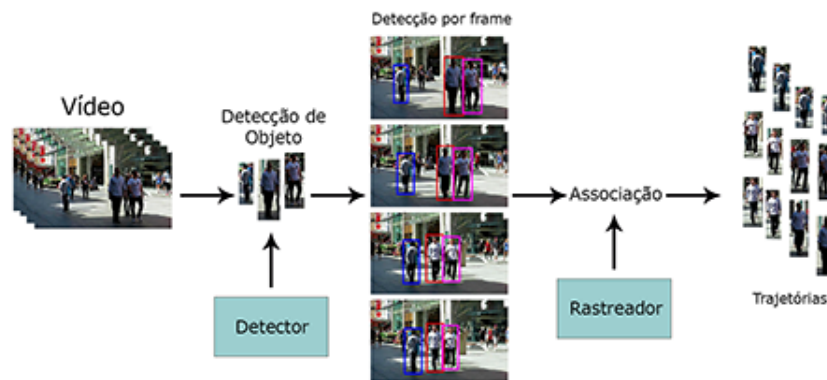 Detecção por frame
Vídeo
Detecção de
Objeto
Associação
Detector
Rastreador
Trajetórias